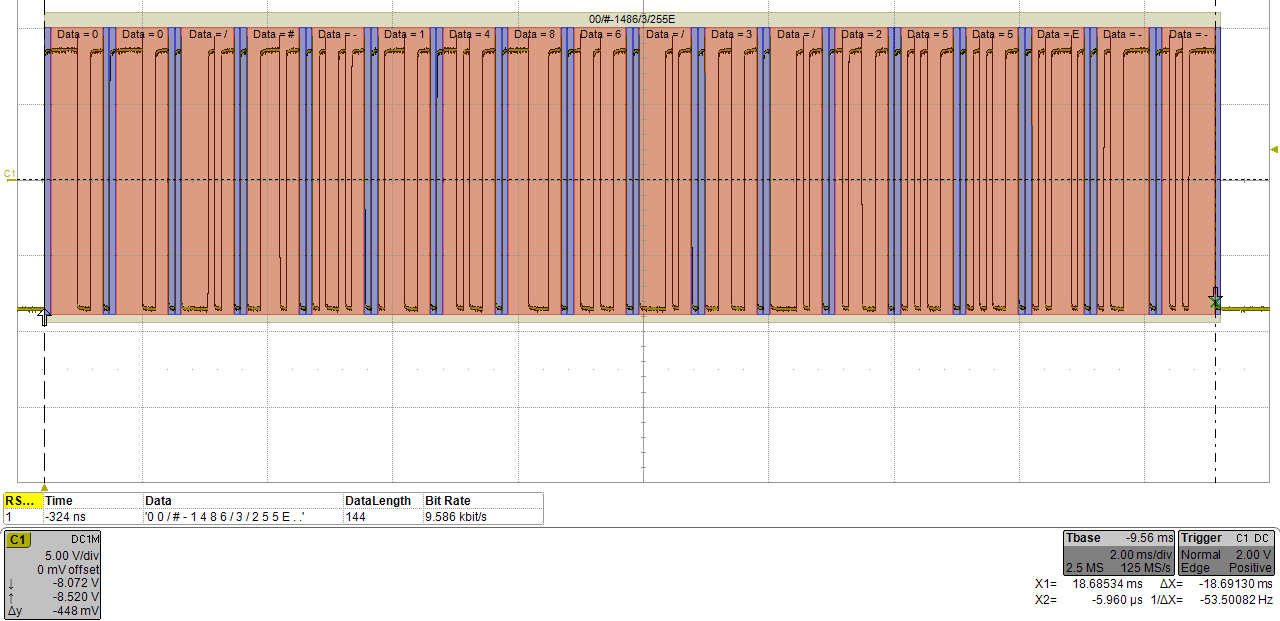 00/#-1486/3/255E
Data = 0 Data = 0 Data = / Data = # Data = - Data = 1 Data = 4 Data = 8 Data = 6 Data = / Data = 3 Data = / Data = 2 Data = 5 Data = 5 Data = E Data = - Data = -
C1
RS... Time Data DataLength Bit Rate
1 -324 ns '0 0 / # - 1 4 8 6 / 3 / 2 5 5 E . .' 144 9.586 kbit/s
C1 DC1M
5.00 V/div
0 mV offset
↓ -8.072 V
↑ -8.520 V
Δy -448 mV
Tbase -9.56 ms
2.00 ms/div
2.5 MS 125 MS/s
Trigger C1 DC
Normal 2.00 V
Edge Positive
X1= 18.68534 ms ΔX= -18.69130 ms
X2= -5.960 µs 1/ΔX= -53.50082 Hz